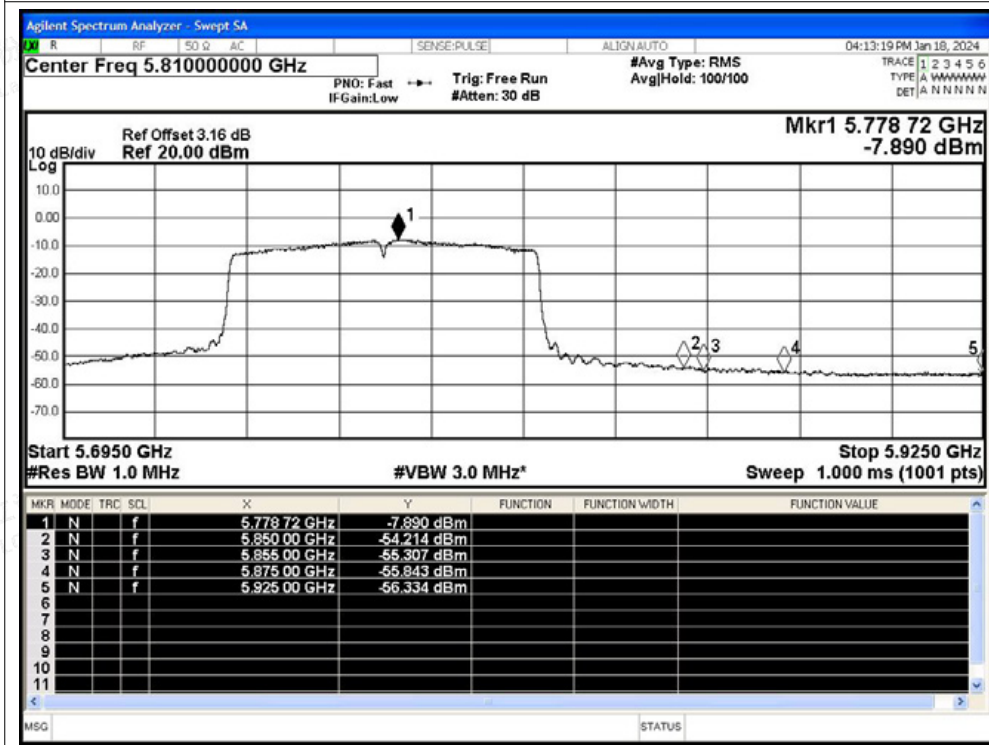 Agilent Spectrum Analyzer - Swept SA
R RF 50 Ω AC SENSE:PULSE ALIGN AUTO 04:13:19 PM Jan 18, 2024
Center Freq 5.810000000 GHz
PNO: Fast
IFGain:Low
Trig: Free Run
#Atten: 30 dB
#Avg Type: RMS
Avg|Hold: 100/100
TRACE 1 2 3 4 5 6
TYPE A WWWWW
DET A N N N N N
Mkr1 5.778 72 GHz
-7.890 dBm
Ref Offset 3.16 dB
10 dB/div Ref 20.00 dBm
Log
10.0
0.00
-10.0
-20.0
-30.0
-40.0
-50.0
-60.0
-70.0
1
2 3 4 5
Start 5.6950 GHz Stop 5.9250 GHz
#Res BW 1.0 MHz #VBW 3.0 MHz* Sweep 1.000 ms (1001 pts)
MKR MODE TRC SCL X Y FUNCTION FUNCTION WIDTH FUNCTION VALUE
1 N f 5.778 72 GHz -7.890 dBm
2 N f 5.850 00 GHz -54.214 dBm
3 N f 5.855 00 GHz -55.307 dBm
4 N f 5.875 00 GHz -55.843 dBm
5 N f 5.925 00 GHz -56.334 dBm
6
7
8
9
10
11
MSG STATUS